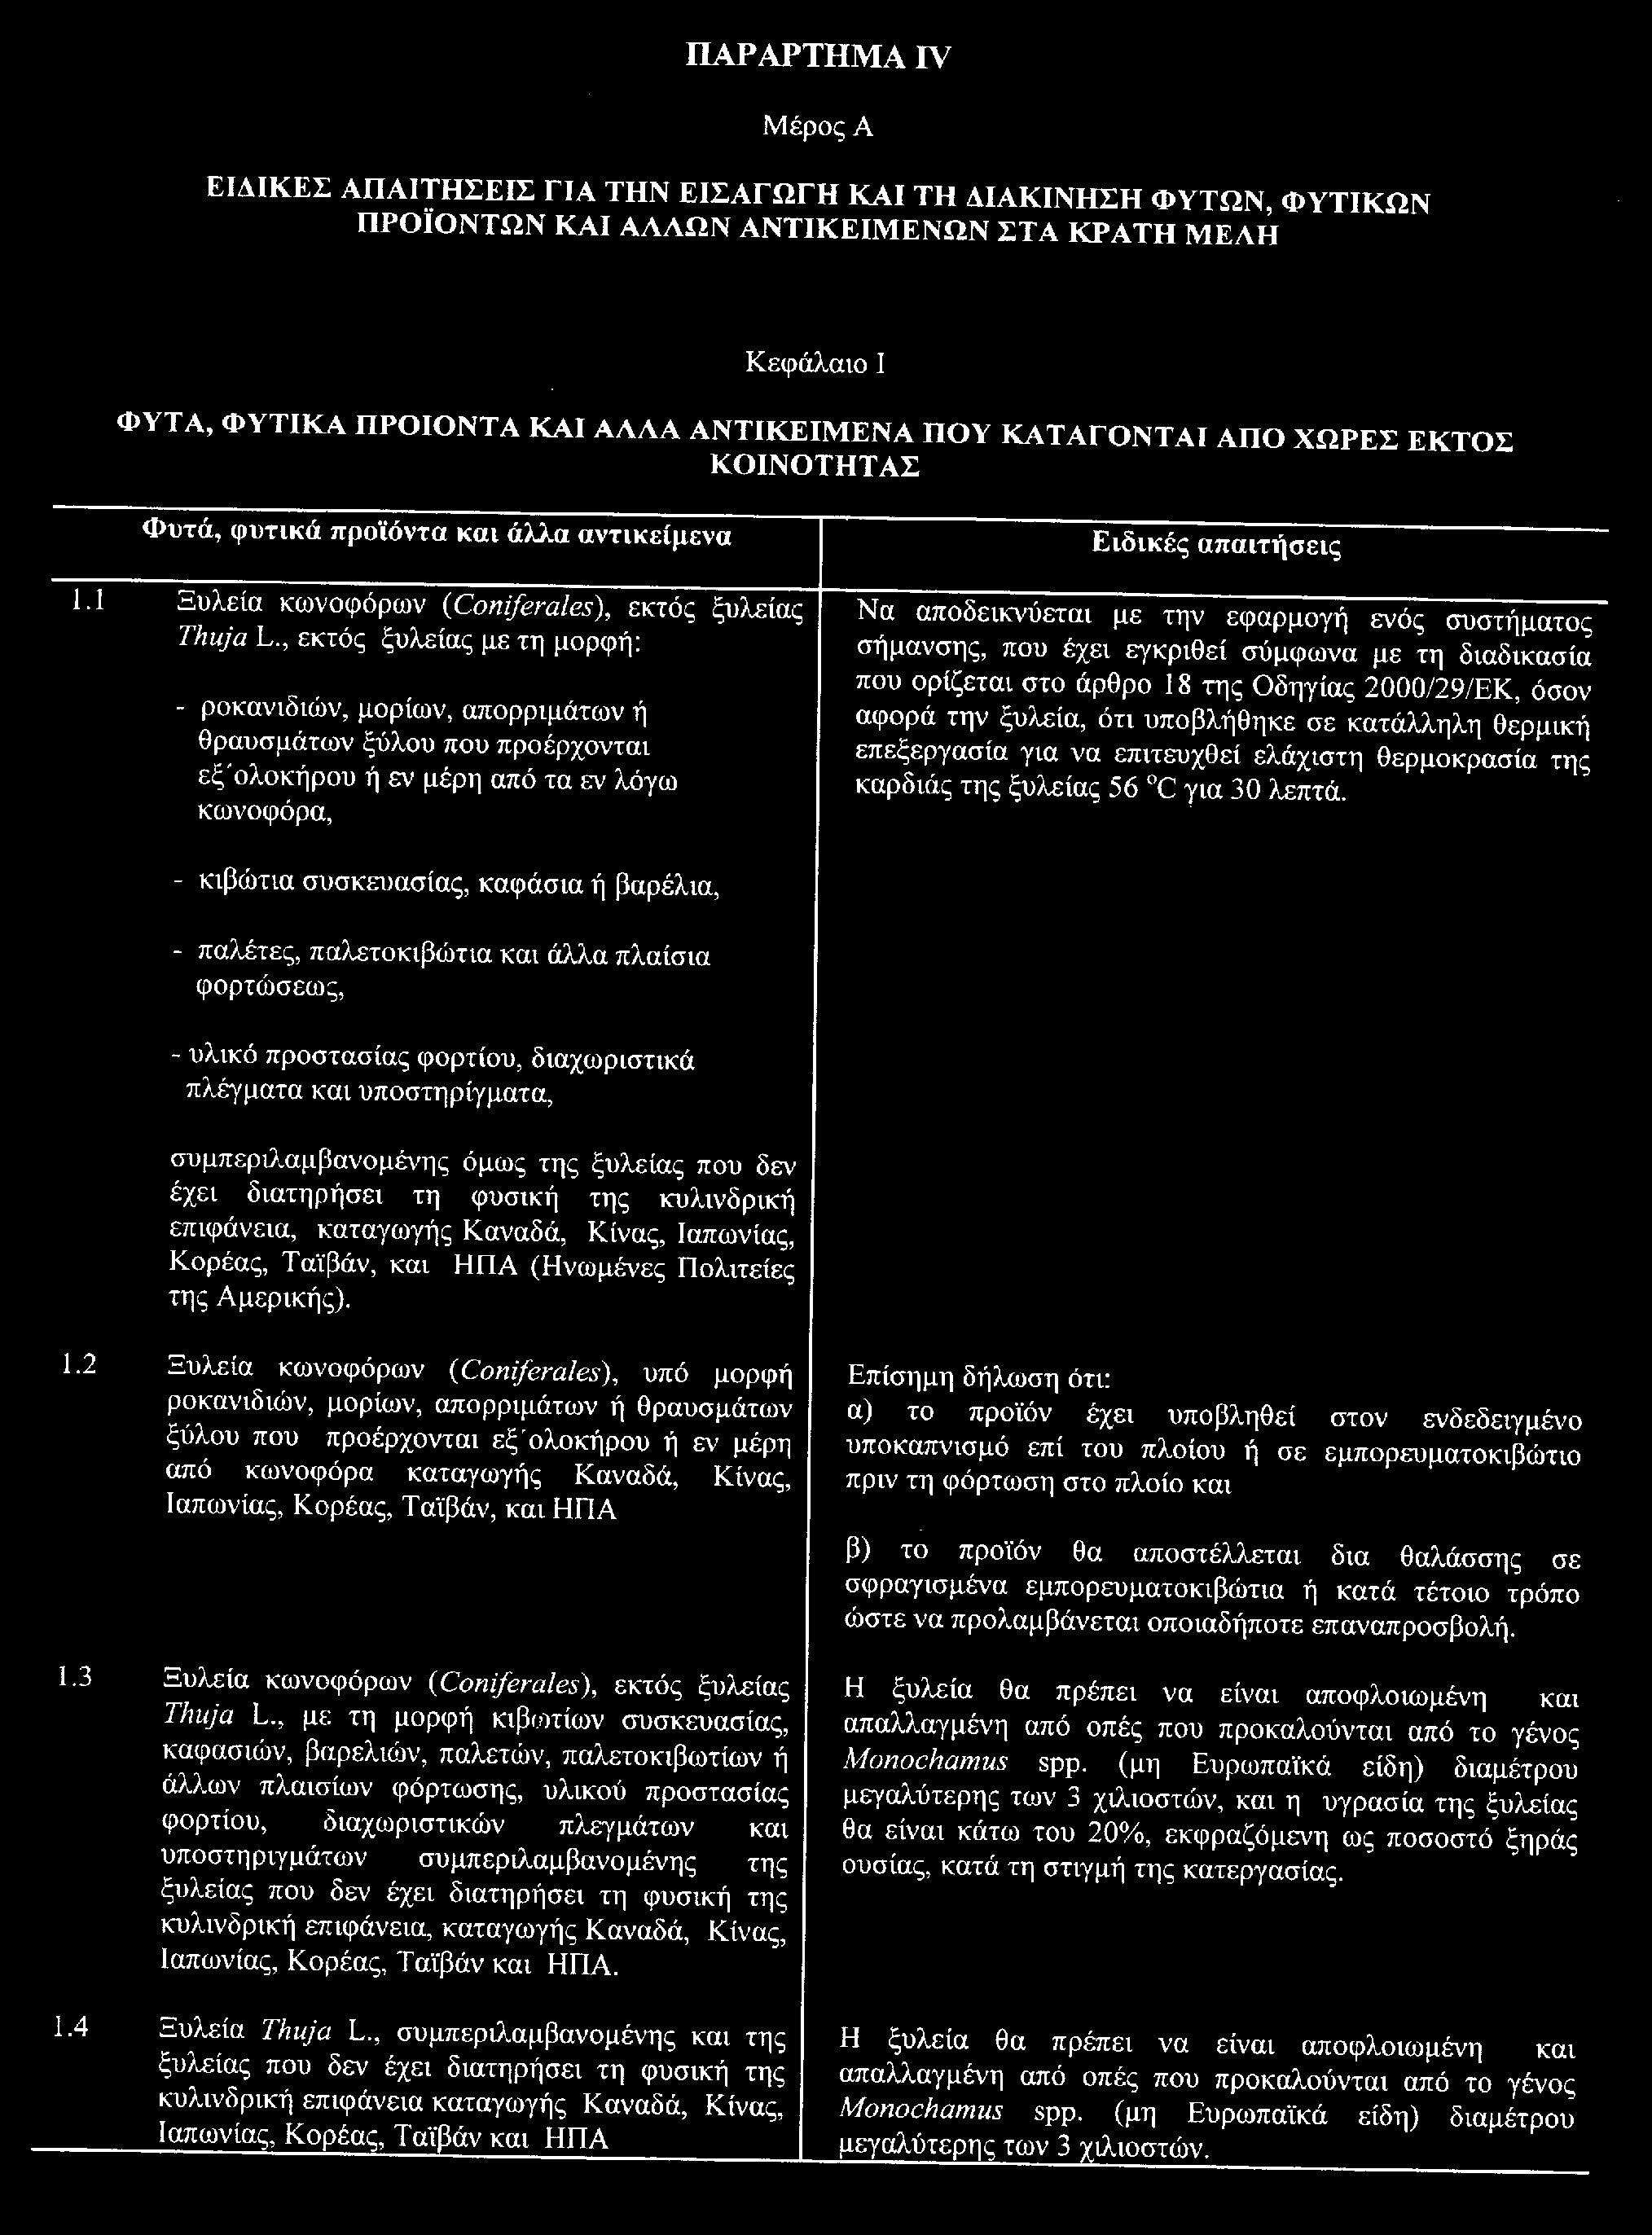 ΠΑΡΑΡΤΗΜΑ IV
Μέρος Α
ΕΙΔΙΚΕΣ ΑΠΑΙΤΗΣΕΙΣ ΓΙΑ ΤΗΝ ΕΙΣΑΓΩΓΗ ΚΑΙ ΤΗ ΔΙΑΚΙΝΗΣΗ ΦΥΤΩΝ, ΦΥΤΙΚΩΝ
ΠΡΟΪΟΝΤΩΝ ΚΑΙ ΑΛΛΩΝ ΑΝΤΙΚΕΙΜΕΝΩΝ ΣΤΑ ΚΡΑΤΗ ΜΕΛΗ
Κεφάλαιο Ι
ΦΥΤΑ, ΦΥΤΙΚΑ ΠΡΟΙΟΝΤΑ ΚΑΙ ΑΛΛΑ ΑΝΤΙΚΕΙΜΕΝΑ ΠΟΥ ΚΑΤΑΓΟΝΤΑΙ ΑΠΟ ΧΩΡΕΣ ΕΚΤΟΣ
ΚΟΙΝΟΤΗΤΑΣ
Φυτά, φυτικά προϊόντα και άλλα αντικείμενα
Ειδικές απαιτήσεις
1.1 Ξυλεία κωνοφόρων (Coniferales), εκτός ξυλείας
Thuja L., εκτός ξυλείας με τη μορφή:
- ροκανιδιών, μορίων, απορριμάτων ή
θραυσμάτων ξύλου που προέρχονται
εξ΄ολοκήρου ή εν μέρη από τα εν λόγω
κωνοφόρα,
- κιβώτια συσκευασίας, καφάσια ή βαρέλια,
- παλέτες, παλετοκιβώτια και άλλα πλαίσια
φορτώσεως,
- υλικό προστασίας φορτίου, διαχωριστικά
πλέγματα και υποστηρίγματα,
συμπεριλαμβανομένης όμως της ξυλείας που δεν
έχει διατηρήσει τη φυσική της κυλινδρική
επιφάνεια, καταγωγής Καναδά, Κίνας, Ιαπωνίας,
Κορέας, Ταϊβάν, και ΗΠΑ (Ηνωμένες Πολιτείες
της Αμερικής).
Να αποδεικνύεται με την εφαρμογή ενός συστήματος
σήμανσης, που έχει εγκριθεί σύμφωνα με τη διαδικασία
που ορίζεται στο άρθρο 18 της Οδηγίας 2000/29/ΕΚ, όσον
αφορά την ξυλεία, ότι υποβλήθηκε σε κατάλληλη θερμική
επεξεργασία για να επιτευχθεί ελάχιστη θερμοκρασία της
καρδιάς της ξυλείας 56 °C για 30 λεπτά.
1.2 Ξυλεία κωνοφόρων (Coniferales), υπό μορφή
ροκανιδιών, μορίων, απορριμάτων ή θραυσμάτων
ξύλου που προέρχονται εξ΄ολοκήρου ή εν μέρη
από κωνοφόρα καταγωγής Καναδά, Κίνας,
Ιαπωνίας, Κορέας, Ταϊβάν, και ΗΠΑ
Επίσημη δήλωση ότι:
α) το προϊόν έχει υποβληθεί στον ενδεδειγμένο
υποκαπνισμό επί του πλοίου ή σε εμπορευματοκιβώτιο
πριν τη φόρτωση στο πλοίο και
β) το προϊόν θα αποστέλλεται δια θαλάσσης σε
σφραγισμένα εμπορευματοκιβώτια ή κατά τέτοιο τρόπο
ώστε να προλαμβάνεται οποιαδήποτε επαναπροσβολή.
1.3 Ξυλεία κωνοφόρων (Coniferales), εκτός ξυλείας
Thuja L., με τη μορφή κιβωτίων συσκευασίας,
καφασιών, βαρελιών, παλετών, παλετοκιβωτίων ή
άλλων πλαισίων φόρτωσης, υλικού προστασίας
φορτίου, διαχωριστικών πλεγμάτων και
υποστηριγμάτων συμπεριλαμβανομένης της
ξυλείας που δεν έχει διατηρήσει τη φυσική της
κυλινδρική επιφάνεια, καταγωγής Καναδά, Κίνας,
Ιαπωνίας, Κορέας, Ταϊβάν και ΗΠΑ.
Η ξυλεία θα πρέπει να είναι αποφλοιωμένη και
απαλλαγμένη από οπές που προκαλούνται από το γένος
Monochamus spp. (μη Ευρωπαϊκά είδη) διαμέτρου
μεγαλύτερης των 3 χιλιοστών, και η υγρασία της ξυλείας
θα είναι κάτω του 20%, εκφραζόμενη ως ποσοστό ξηράς
ουσίας, κατά τη στιγμή της κατεργασίας.
1.4 Ξυλεία Thuja L., συμπεριλαμβανομένης και της
ξυλείας που δεν έχει διατηρήσει τη φυσική της
κυλινδρική επιφάνεια καταγωγής Καναδά, Κίνας,
Ιαπωνίας, Κορέας, Ταϊβάν και ΗΠΑ
Η ξυλεία θα πρέπει να είναι αποφλοιωμένη και
απαλλαγμένη από οπές που προκαλούνται από το γένος
Monochamus spp. (μη Ευρωπαϊκά είδη) διαμέτρου
μεγαλύτερης των 3 χιλιοστών.